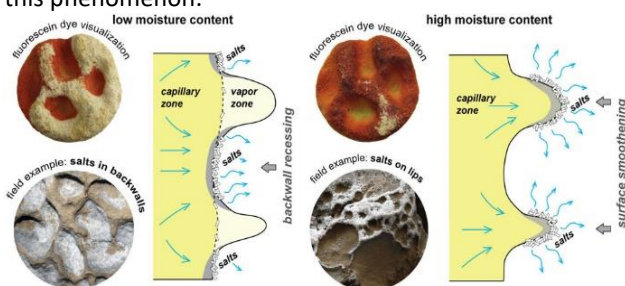 this phenomenon.
low moisture content
fluorescein dye visualization
capillary
zone
vapor
zone
salts
salts
salts
backwall recessing
field example: salts in backwalls
high moisture content
fluorescein dye visualization
capillary
zone
salts
salts
surface smoothening
field example: salts on lips